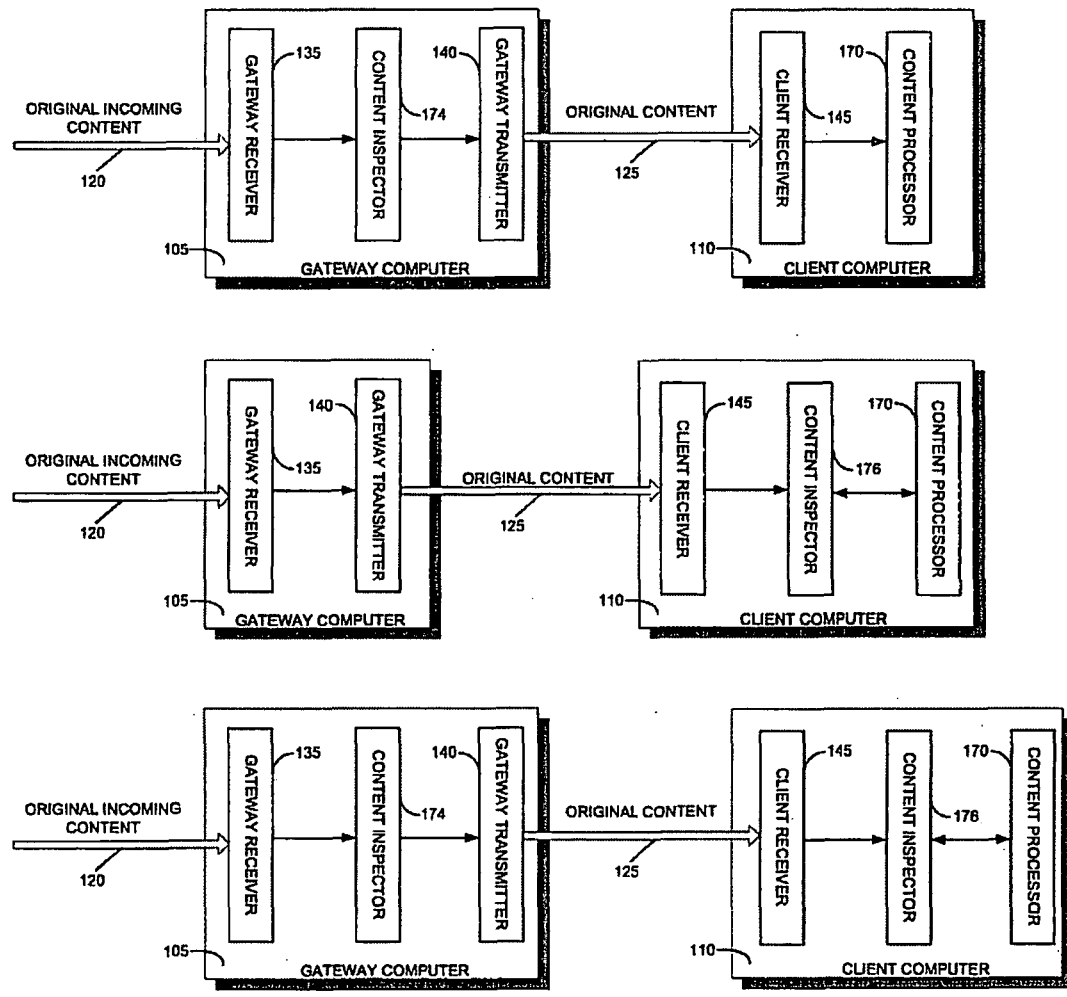 135
140
170
GATEWAY RECEIVER
CONTENT INSPECTOR
GATEWAY TRANSMITTER
CLIENT RECEIVER
CONTENT PROCESSOR
ORIGINAL INCOMING
CONTENT
174
ORIGINAL CONTENT
145
120
125
105
GATEWAY COMPUTER
110
CLIENT COMPUTER
140
145
170
GATEWAY RECEIVER
GATEWAY TRANSMITTER
CLIENT RECEIVER
CONTENT INSPECTOR
CONTENT PROCESSOR
ORIGINAL INCOMING
CONTENT
135
ORIGINAL CONTENT
176
120
125
105
GATEWAY COMPUTER
110
CLIENT COMPUTER
135
140
145
170
GATEWAY RECEIVER
CONTENT INSPECTOR
GATEWAY TRANSMITTER
CLIENT RECEIVER
CONTENT INSPECTOR
CONTENT PROCESSOR
ORIGINAL INCOMING
CONTENT
174
ORIGINAL CONTENT
176
120
125
105
GATEWAY COMPUTER
110
CLIENT COMPUTER